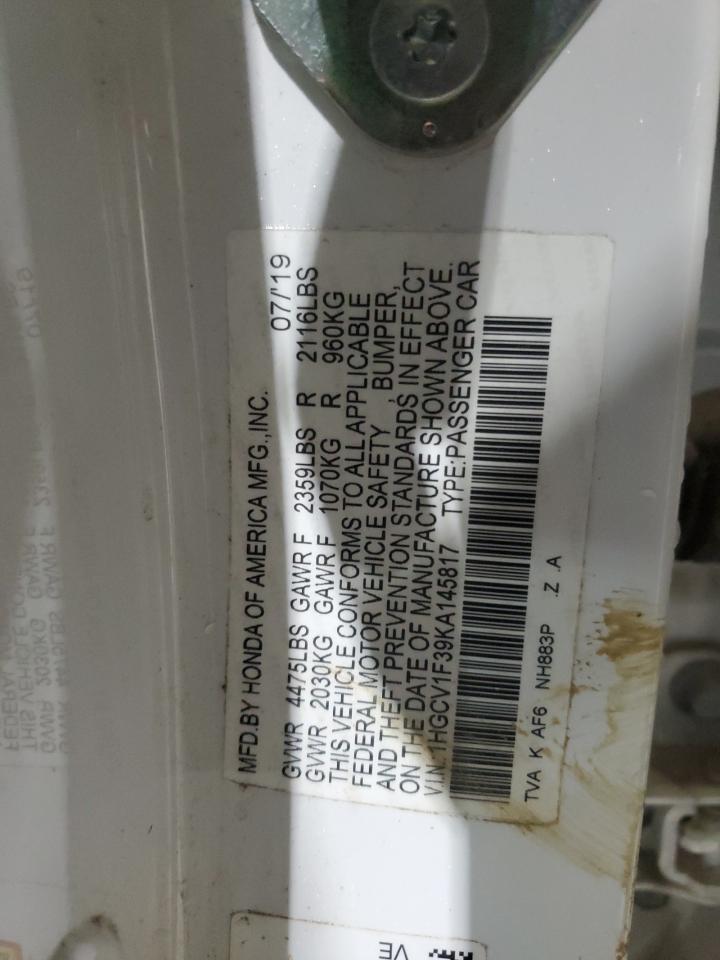 MFD.BY HONDA OF AMERICA MFG.,INC. 07/'19
GVWR 4475LBS GAWR F 2359LBS R 2116LBS
GVWR 2030KG GAWR F 1070KG R 960KG
THIS VEHICLE CONFORMS TO ALL APPLICABLE
FEDERAL MOTOR VEHICLE SAFETY , BUMPER,
AND THEFT PREVENTION STANDARDS IN EFFECT
ON THE DATE OF MANUFACTURE SHOWN ABOVE.
V.I.N.:1HGCV1F39KA145817 TYPE:PASSENGER CAR
TVA K AF6 NH883P .Z .A
VE